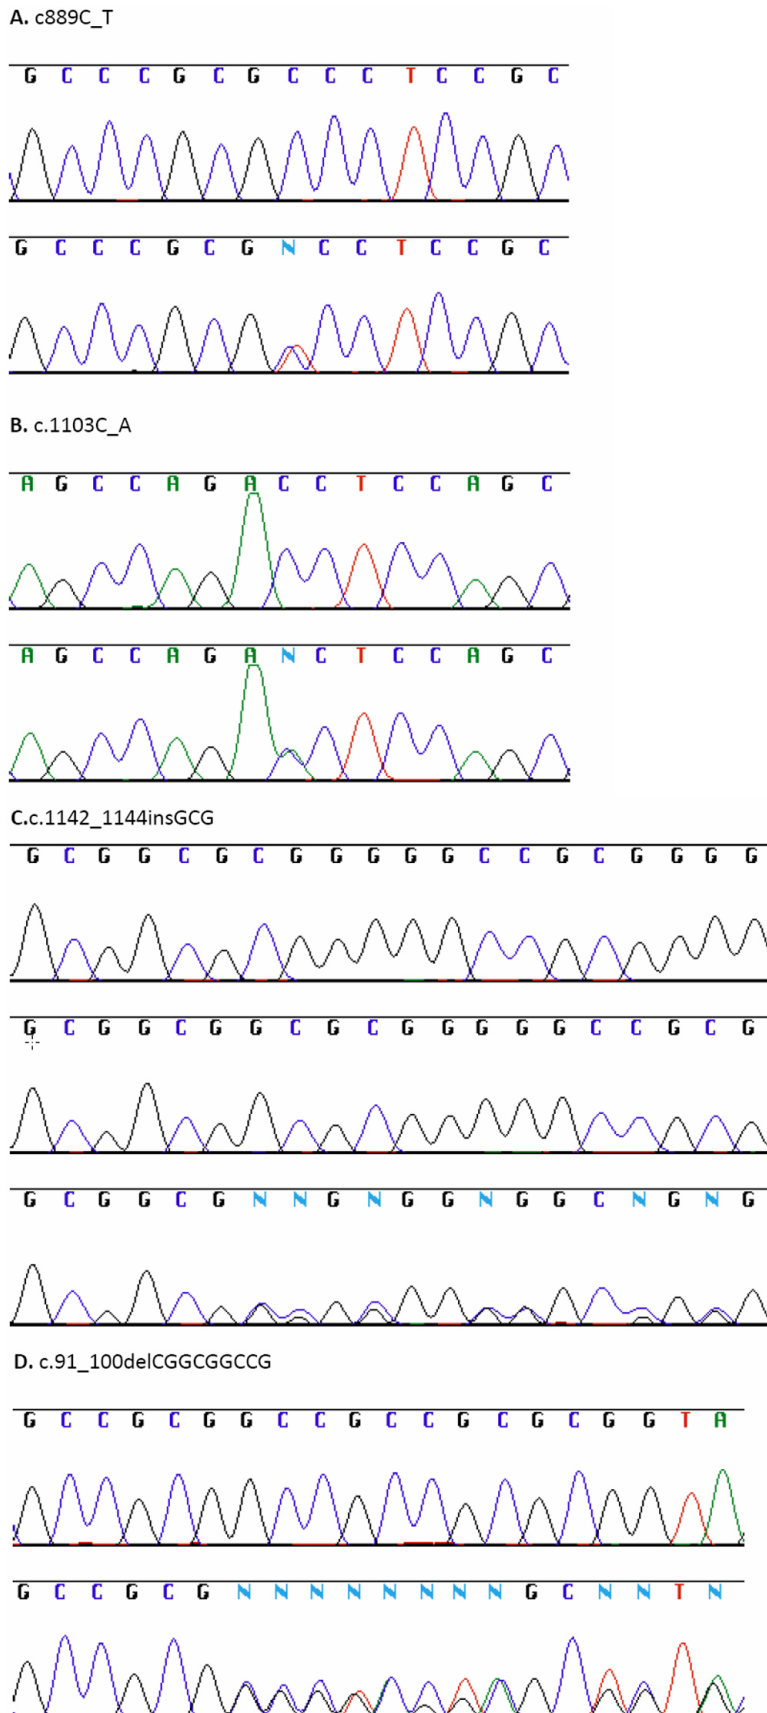 A. c889C_T
G C C C G C G C C C T C C G C
G C C C G C G N C C T C C G C
B. c.1103C_A
A G C C A G A C C T C C A G C
A G C C A G A N C T C C A G C
C.c.1142_1144insGCG
G C G G C G C G G G G G C C G C G G G G
G C G G C G G C G C G G G G G C C G C G
G C G G C G N N G N G G N G G C N G N G
D. c.91_100delCGGCGGCCG
G C C G C G G C C G C C G C G C G G T A
G C C G C G N N N N N N N N G C N N T N